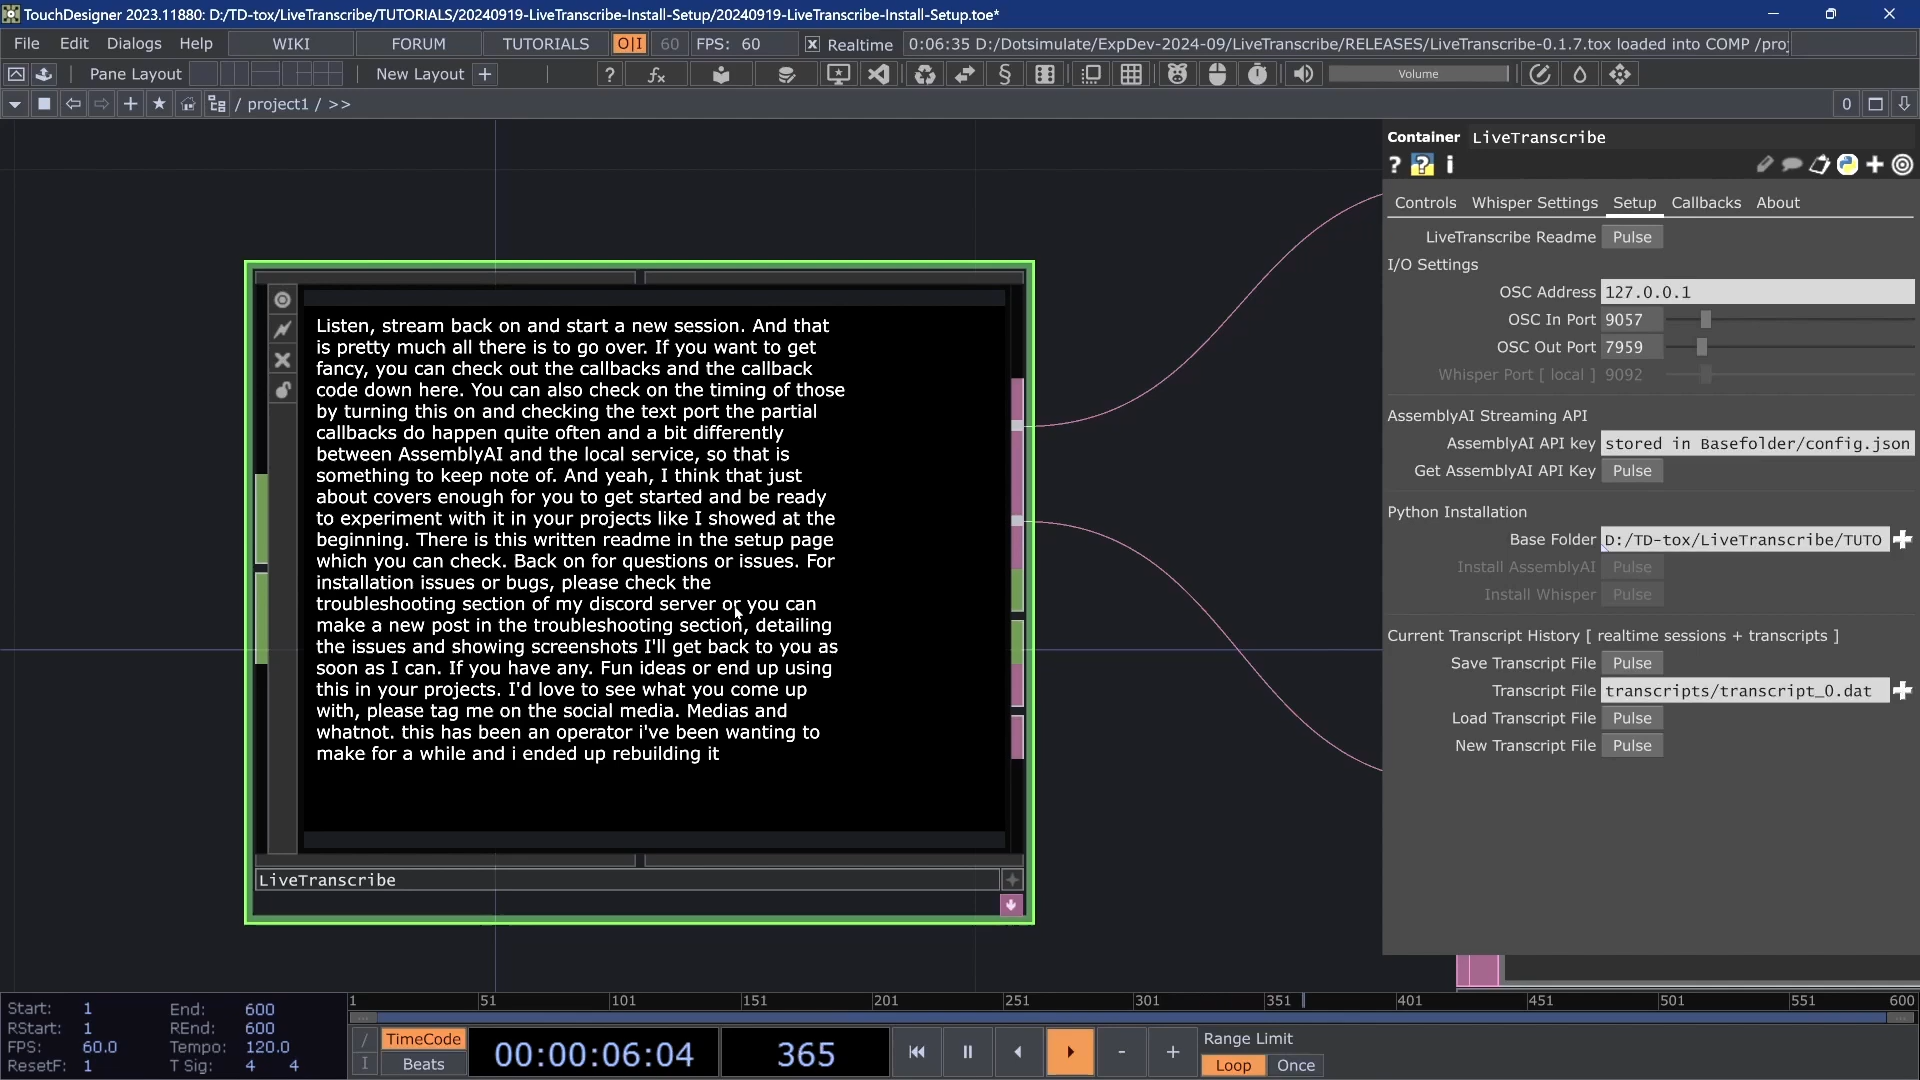 TouchDesigner 2023.11880: D:/TD-tox/LiveTranscribe/TUTORIALS/20240919-LiveTranscribe-Install-Setup/20240919-LiveTranscribe-Install-Setup.toe*
File Edit Dialogs Help WIKI FORUM TUTORIALS O|I 60 FPS: 60 X Realtime 0:06:35 D:/Dotsimulate/ExpDev-2024-09/LiveTranscribe/RELEASES/LiveTranscribe-0.1.7.tox loaded into COMP /proj
Pane Layout New Layout + ? fx § Volume
/ project1 / >> 0
Container LiveTranscribe
? ? i
Controls Whisper Settings Setup Callbacks About
LiveTranscribe Readme Pulse
I/O Settings
OSC Address 127.0.0.1
OSC In Port 9057
OSC Out Port 7959
Whisper Port [ local ] 9092
AssemblyAI Streaming API
AssemblyAI API key stored in Basefolder/config.json
Get AssemblyAI API Key Pulse
Python Installation
Base Folder D:/TD-tox/LiveTranscribe/TUTO
Install AssemblyAI Pulse
Install Whisper Pulse
Current Transcript History [ realtime sessions + transcripts ]
Save Transcript File Pulse
Transcript File transcripts/transcript_0.dat
Load Transcript File Pulse
New Transcript File Pulse
Listen, stream back on and start a new session. And that
is pretty much all there is to go over. If you want to get
fancy, you can check out the callbacks and the callback
code down here. You can also check on the timing of those
by turning this on and checking the text port the partial
callbacks do happen quite often and a bit differently
between AssemblyAI and the local service, so that is
something to keep note of. And yeah, I think that just
about covers enough for you to get started and be ready
to experiment with it in your projects like I showed at the
beginning. There is this written readme in the setup page
which you can check. Back on for questions or issues. For
installation issues or bugs, please check the
troubleshooting section of my discord server or you can
make a new post in the troubleshooting section, detailing
the issues and showing screenshots I'll get back to you as
soon as I can. If you have any. Fun ideas or end up using
this in your projects. I'd love to see what you come up
with, please tag me on the social media. Medias and
whatnot. this has been an operator i've been wanting to
make for a while and i ended up rebuilding it
LiveTranscribe
1 51 101 151 201 251 301 351 401 451 501 551 600
Start: 1 End: 600
RStart: 1 REnd: 600
FPS: 60.0 Tempo: 120.0
ResetF: 1 T Sig: 4 4
/ TimeCode
I Beats
00:00:06:04 365
- +
Range Limit
Loop Once